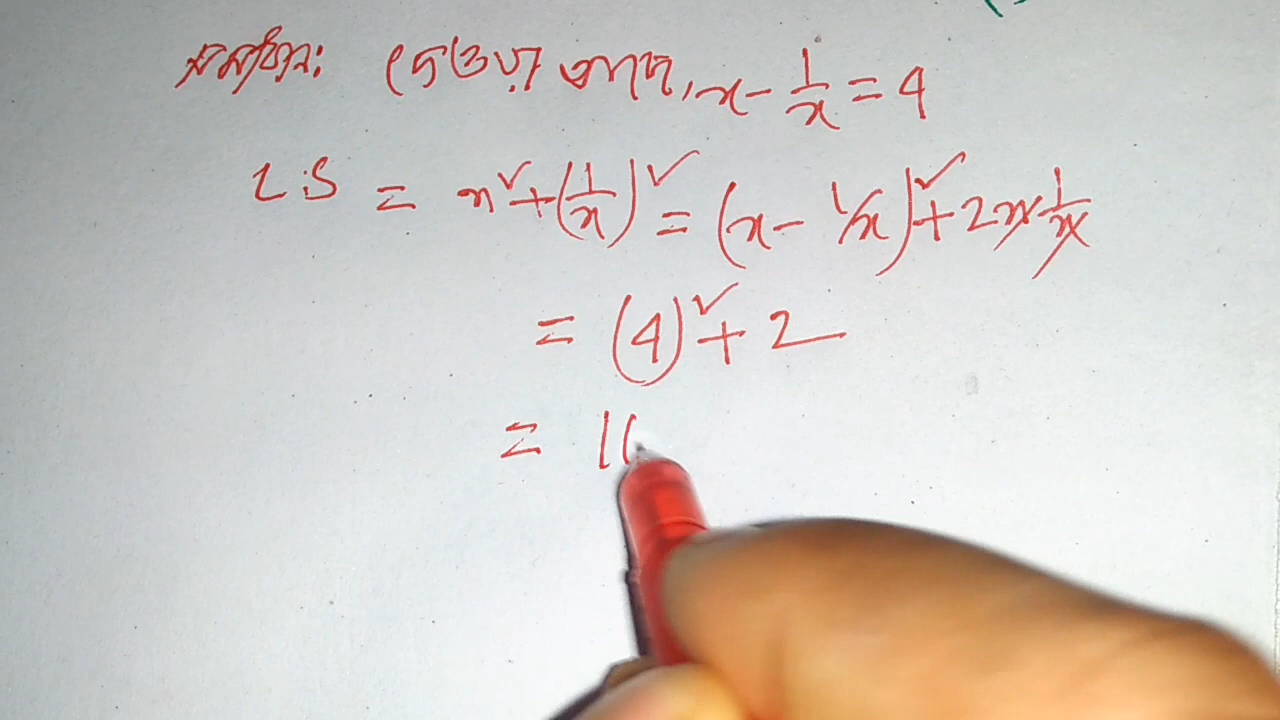 সমাধান: দেওয়া আছে, x - 1/x = 4
L.S = x² + (1/x)² = (x - 1/x)² + 2x · 1/x
= (4)² + 2
= 1